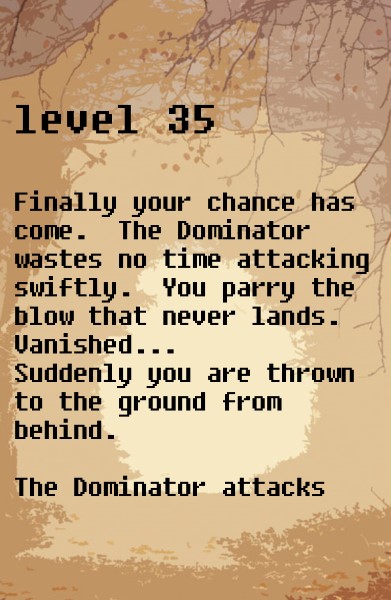 level 35
Finally your chance has
come.  The Dominator
wastes no time attacking
swiftly.  You parry the
blow that never lands.
Vanished...
Suddenly you are thrown
to the ground from
behind.
The Dominator attacks